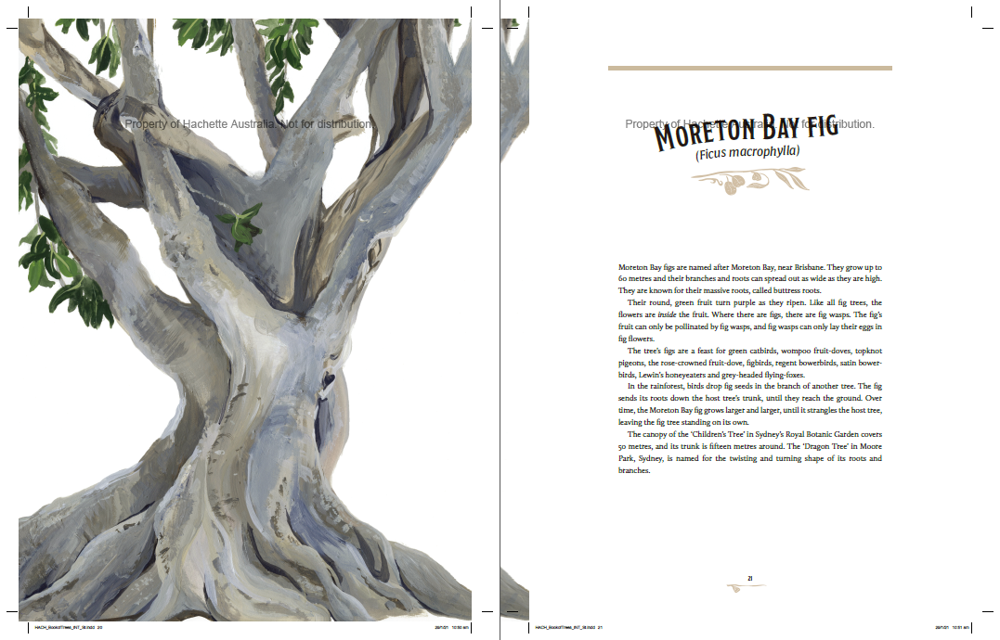 Property of Hachette Australia. Not for distribution.
HACH_BookofTrees_INT_SI.indd 20
Property of Hachette Australia. Not for distribution.
MORETON BAY FIG
(Ficus macrophylla)
Moreton Bay figs are named after Moreton Bay, near Brisbane. They grow up to
60 metres and their branches and roots can spread out as wide as they are high.
They are known for their massive roots, called buttress roots.
Their round, green fruit turn purple as they ripen. Like all fig trees, the
flowers are inside the fruit. Where there are figs, there are fig wasps. The fig’s
fruit can only be pollinated by fig wasps, and fig wasps can only lay their eggs in
fig flowers.
The tree’s figs are a feast for green catbirds, wompoo fruit-doves, topknot
pigeons, the rose-crowned fruit-dove, figbirds, regent bowerbirds, satin bower-
birds, Lewin’s honeyeaters and grey-headed flying-foxes.
In the rainforest, birds drop fig seeds in the branch of another tree. The fig
sends its roots down the host tree’s trunk, until they reach the ground. Over
time, the Moreton Bay fig grows larger and larger, until it strangles the host tree,
leaving the fig tree standing on its own.
The canopy of the ‘Children’s Tree’ in Sydney’s Royal Botanic Garden covers
50 metres, and its trunk is fifteen metres around. The ‘Dragon Tree’ in Moore
Park, Sydney, is named for the twisting and turning shape of its roots and
branches.
21
HACH_BookofTrees_INT_SI.indd 21